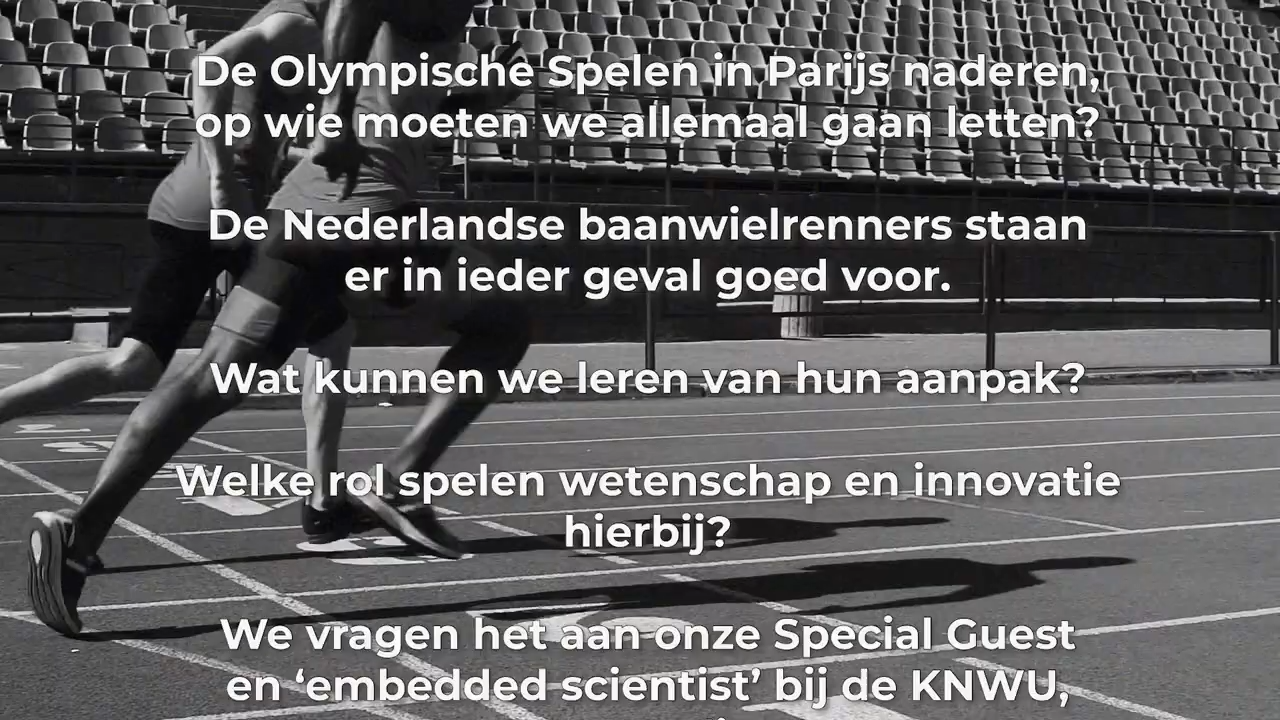 De Olympische Spelen in Parijs naderen,
op wie moeten we allemaal gaan letten?
De Nederlandse baanwielrenners staan
er in ieder geval goed voor.
Wat kunnen we leren van hun aanpak?
Welke rol spelen wetenschap en innovatie
hierbij?
We vragen het aan onze Special Guest
en ‘embedded scientist’ bij de KNWU,